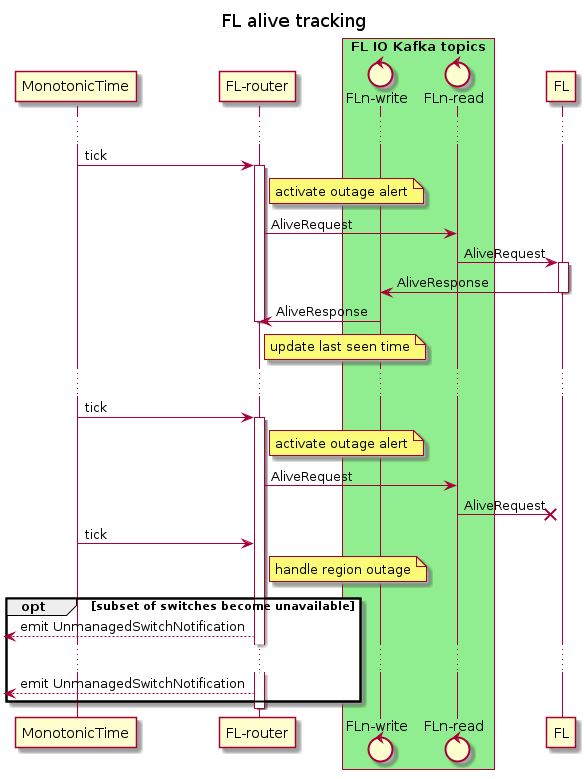 FL alive tracking
FL IO Kafka topics
MonotonicTime
FL-router
FLn-write
FLn-read
FL
tick
activate outage alert
AliveRequest
AliveRequest
AliveResponse
AliveResponse
update last seen time
tick
activate outage alert
AliveRequest
AliveRequest
tick
handle region outage
opt
[subset of switches become unavailable]
emit UnmanagedSwitchNotification
emit UnmanagedSwitchNotification
MonotonicTime
FL-router
FLn-write
FLn-read
FL